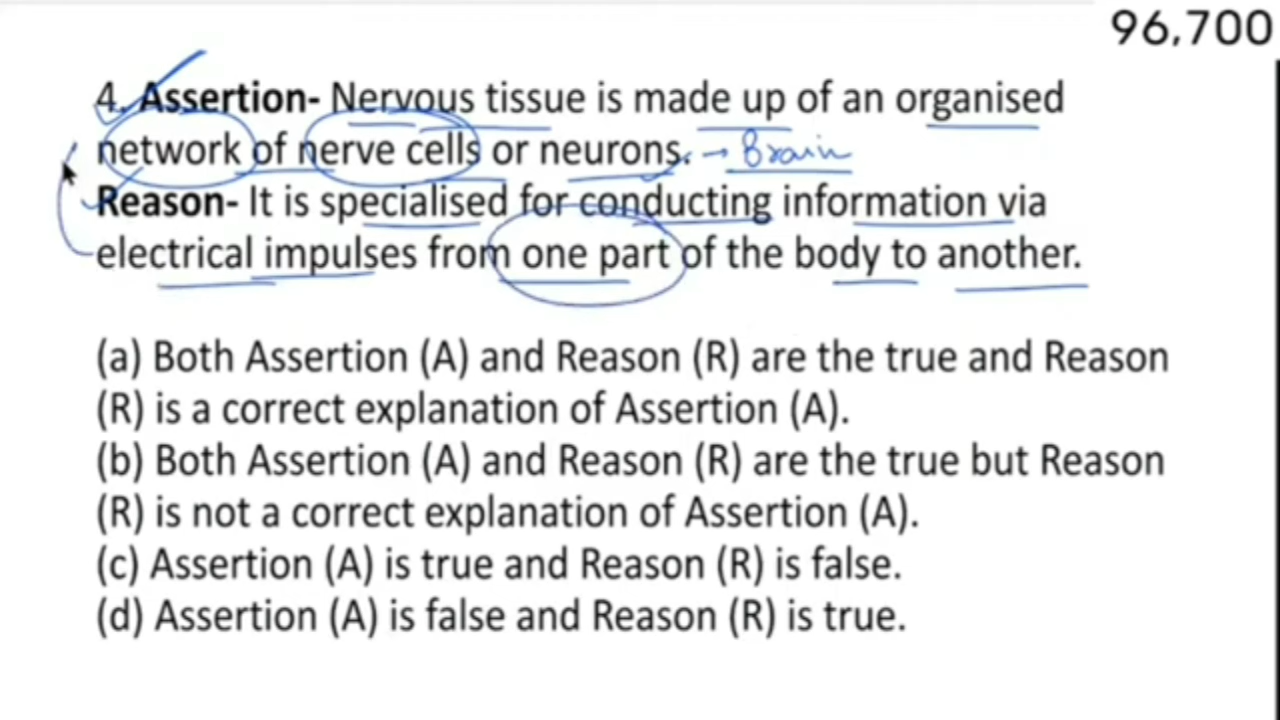 96,700
4. Assertion- Nervous tissue is made up of an organised
network of nerve cells or neurons. → Brain
Reason- It is specialised for conducting information via
electrical impulses from one part of the body to another.
(a) Both Assertion (A) and Reason (R) are the true and Reason
(R) is a correct explanation of Assertion (A).
(b) Both Assertion (A) and Reason (R) are the true but Reason
(R) is not a correct explanation of Assertion (A).
(c) Assertion (A) is true and Reason (R) is false.
(d) Assertion (A) is false and Reason (R) is true.